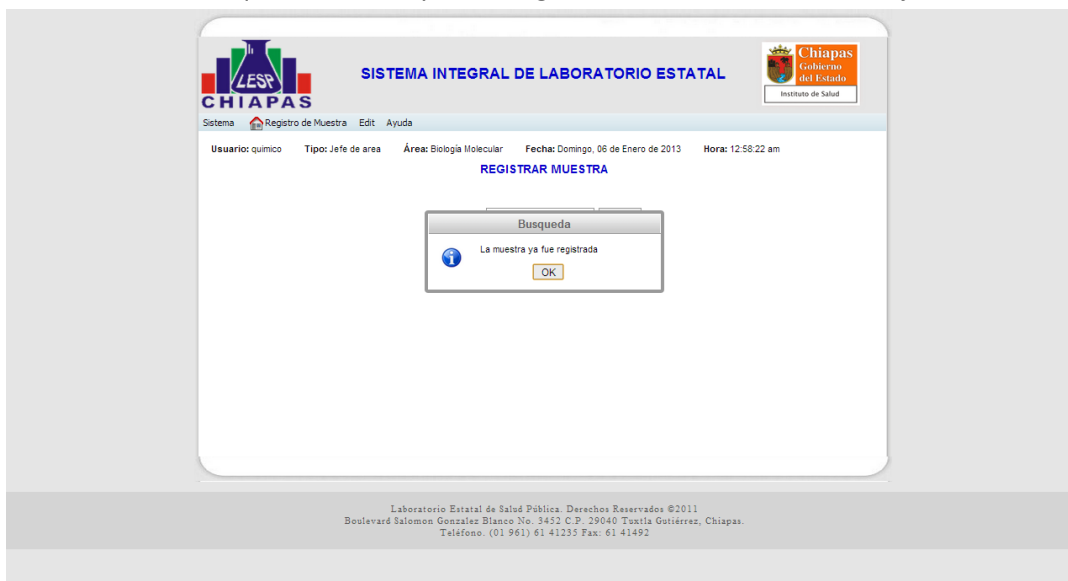 LESP
CHIAPAS
SISTEMA INTEGRAL DE LABORATORIO ESTATAL
Chiapas
Gobierno
del Estado
Instituto de Salud
Sistema Registro de Muestra Edit Ayuda
Usuario: quimico Tipo: Jefe de area Área: Biología Molecular Fecha: Domingo, 06 de Enero de 2013 Hora: 12:58:22 am
REGISTRAR MUESTRA
Busqueda
La muestra ya fue registrada
OK
Laboratorio Estatal de Salud Pública. Derechos Reservados ©2011
Boulevard Salomon Gonzalez Blanco No. 3452 C.P. 29040 Tuxtla Gutiérrez, Chiapas.
Teléfono. (01 961) 61 41235 Fax: 61 41492